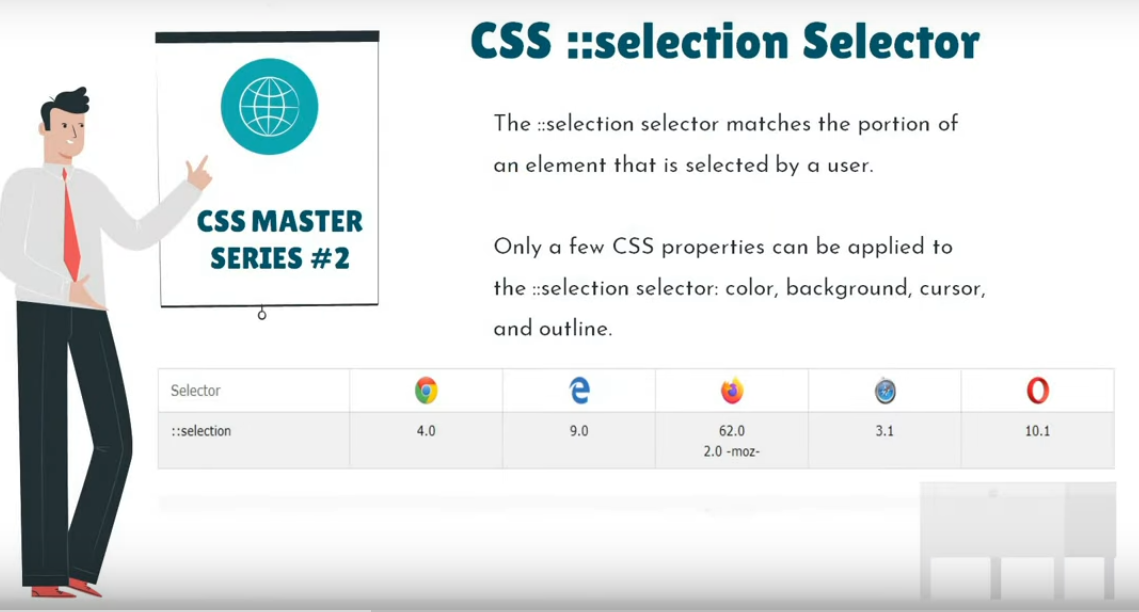 CSS ::selection Selector
The ::selection selector matches the portion of
an element that is selected by a user.
Only a few CSS properties can be applied to
the ::selection selector: color, background, cursor,
and outline.
CSS MASTER
SERIES #2
Selector
::selection 4.0 9.0 62.0 3.1 10.1
2.0 -moz-